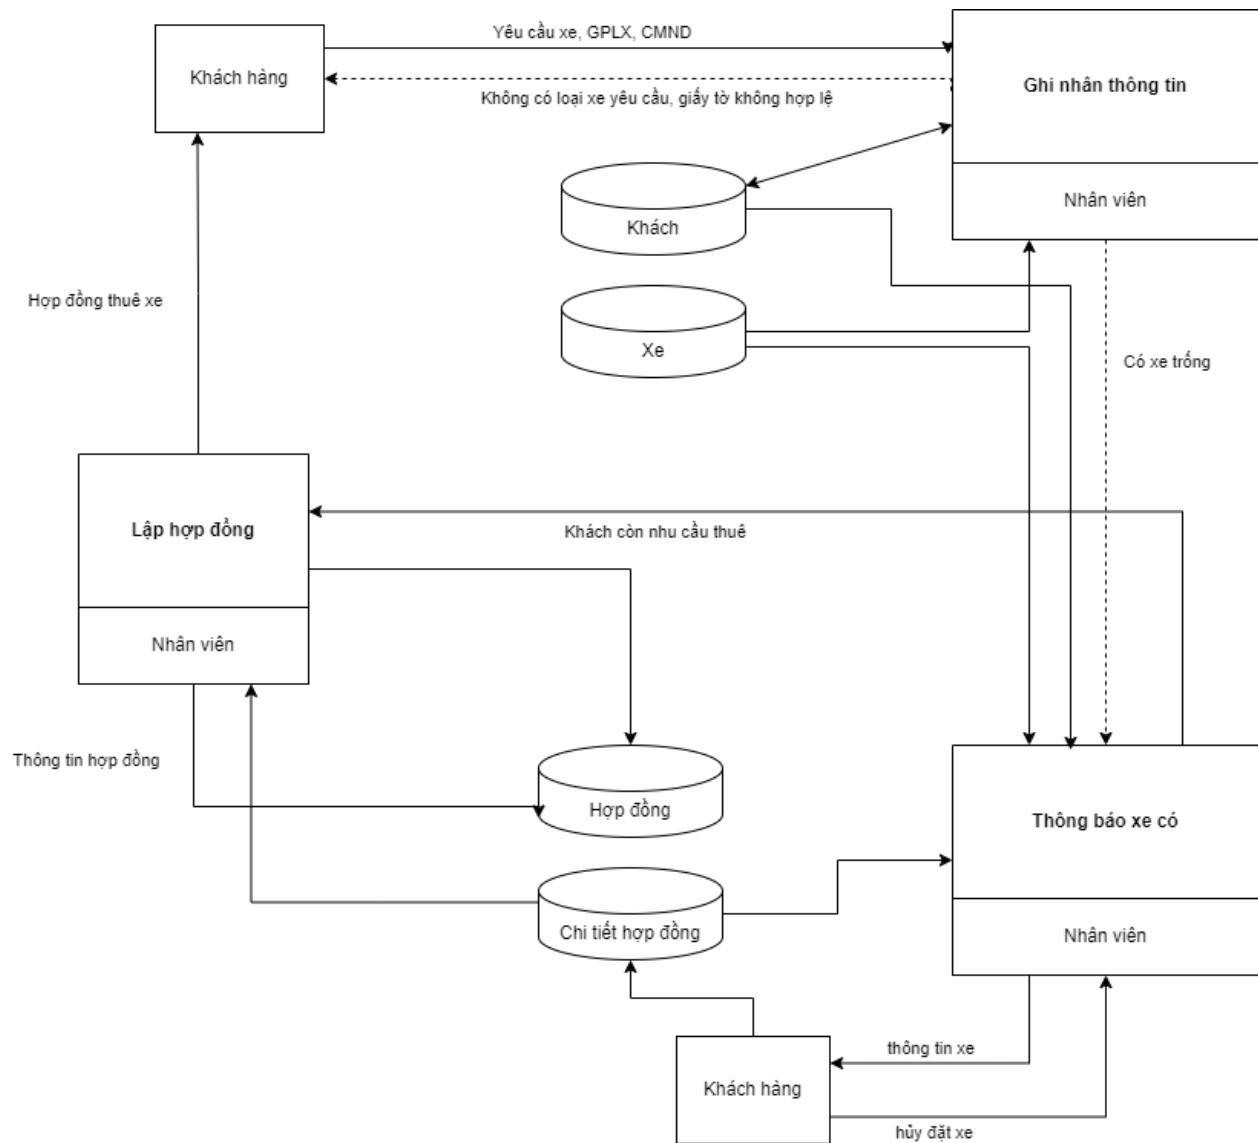 Yêu cầu xe, GPLX, CMND
Khách hàng
Ghi nhân thông tin
Không có loại xe yêu cầu, giấy tờ không hợp lệ
Nhân viên
Khách
Hợp đồng thuê xe
Xe
Có xe trống
Lập hợp đồng
Khách còn nhu cầu thuê
Nhân viên
Thông tin hợp đồng
Hợp đồng
Thông báo xe có
Chi tiết hợp đồng
Nhân viên
thông tin xe
Khách hàng
hủy đặt xe